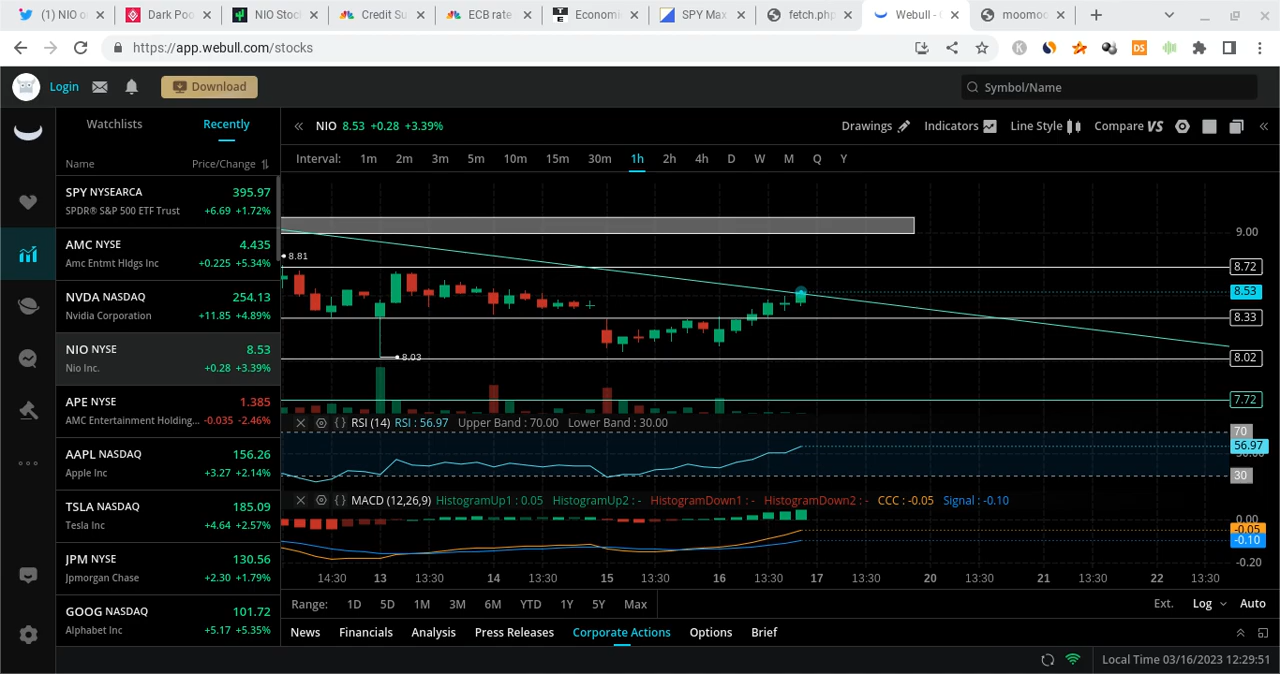 (1) NIO o
Dark Poo
NIO Stoc
Credit Su
ECB rate
Economi
SPY Max
fetch.php
Webull -
moomoo
https://app.webull.com/stocks
Login
Download
Symbol/Name
Watchlists
Recently
Name
Price/Change
SPY NYSEARCA 395.97
SPDR® S&P 500 ETF Trust +6.69 +1.72%
AMC NYSE 4.435
Amc Entmt Hldgs Inc +0.225 +5.34%
NVDA NASDAQ 254.13
Nvidia Corporation +11.85 +4.89%
NIO NYSE 8.53
Nio Inc. +0.28 +3.39%
APE NYSE 1.385
AMC Entertainment Holding... -0.035 -2.46%
AAPL NASDAQ 156.26
Apple Inc +3.27 +2.14%
TSLA NASDAQ 185.09
Tesla Inc +4.64 +2.57%
JPM NYSE 130.56
Jpmorgan Chase +2.30 +1.79%
GOOG NASDAQ 101.72
Alphabet Inc +5.17 +5.35%
NIO 8.53 +0.28 +3.39%
Drawings Indicators Line Style Compare VS
Interval: 1m 2m 3m 5m 10m 15m 30m 1h 2h 4h D W M Q Y
9.00
8.81
8.72
8.53
8.33
8.03
8.02
7.72
RSI (14) RSI : 56.97 Upper Band : 70.00 Lower Band : 30.00
70
56.97
30
MACD (12,26,9) HistogramUp1 : 0.05 HistogramUp2 : - HistogramDown1 : - HistogramDown2 : - CCC : -0.05 Signal : -0.10
0.00
-0.05
-0.10
-0.20
14:30 13 13:30 14 13:30 15 13:30 16 13:30 17 13:30 20 13:30 21 13:30 22 13:30
Range: 1D 5D 1M 3M 6M YTD 1Y 5Y Max
Ext. Log Auto
News Financials Analysis Press Releases Corporate Actions Options Brief
Local Time 03/16/2023 12:29:51